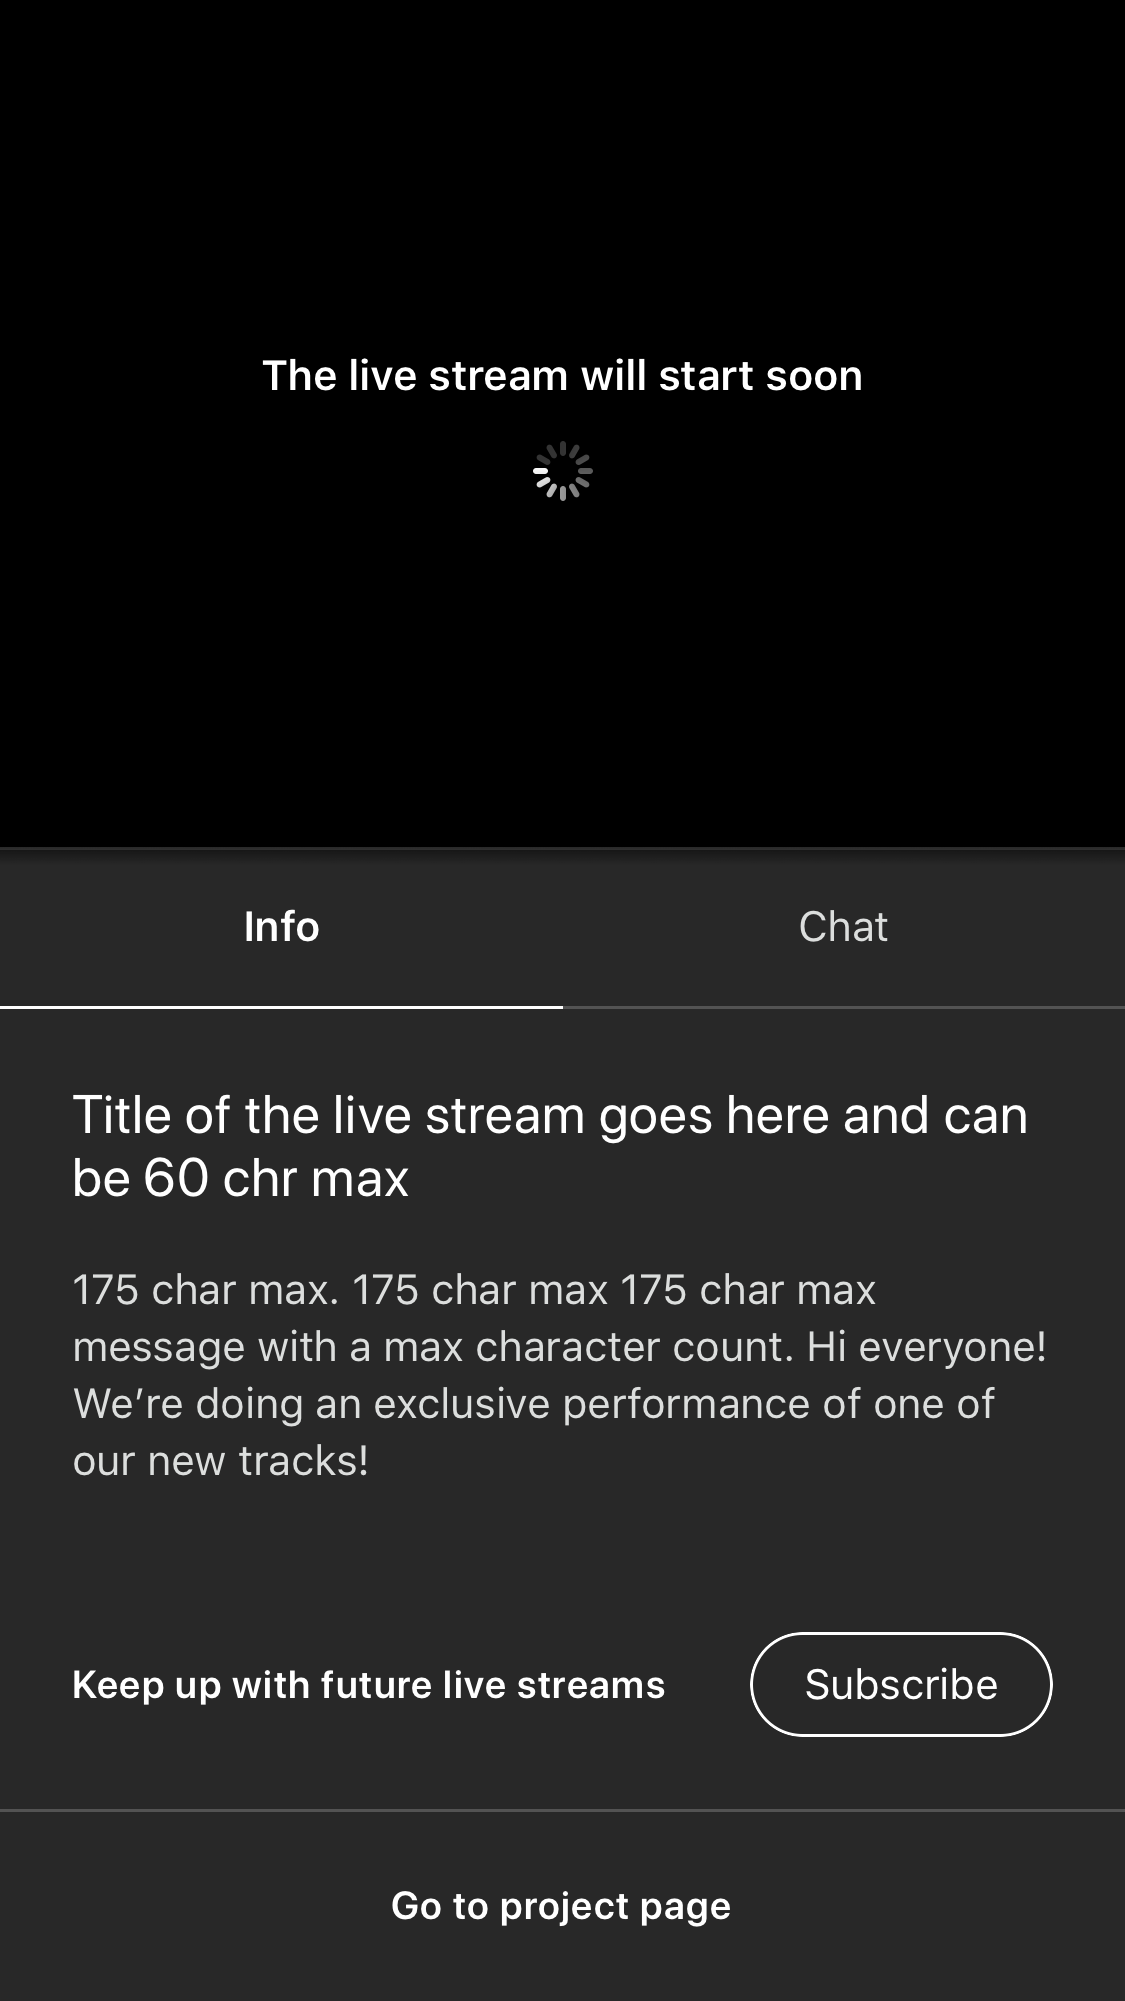 The live stream will start soon
Info
Chat
Title of the live stream goes here and can
be 60 chr max
175 char max. 175 char max 175 char max
message with a max character count. Hi everyone!
We’re doing an exclusive performance of one of
our new tracks!
Keep up with future live streams
Subscribe
Go to project page